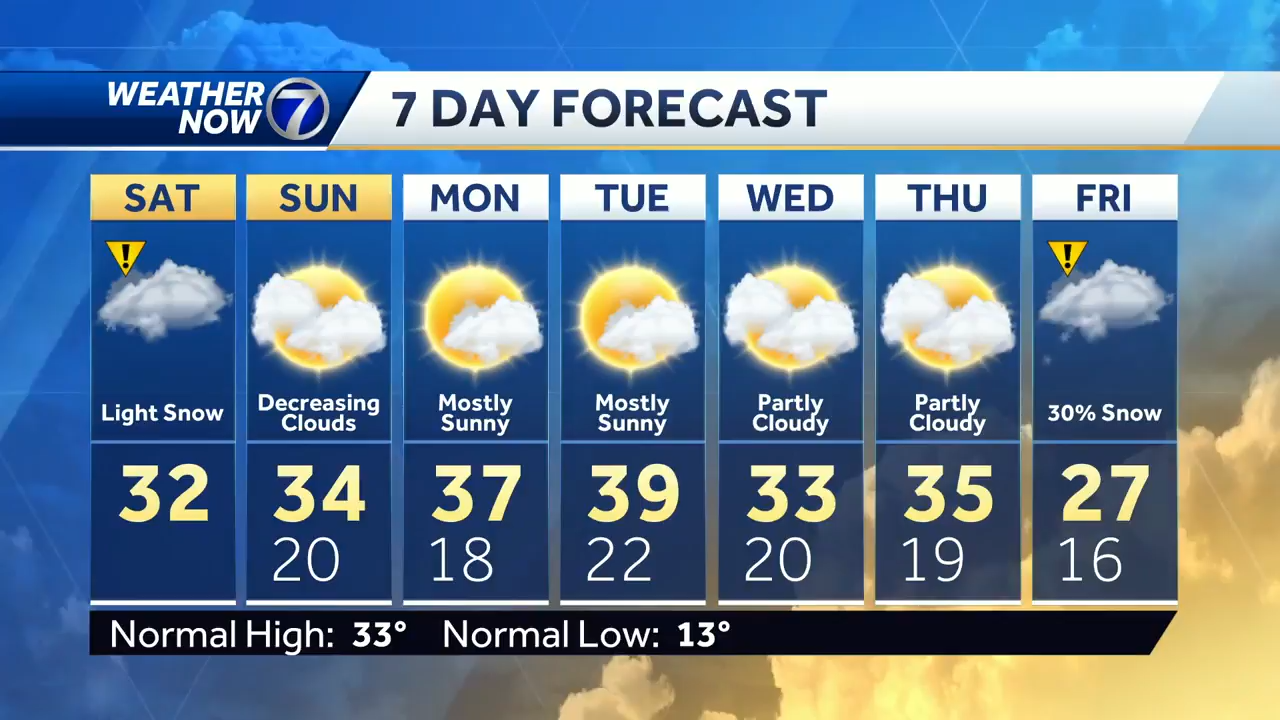 WEATHER
NOW
7
7 DAY FORECAST
SAT
!
Light Snow
32
SUN
Decreasing
Clouds
34
20
MON
Mostly
Sunny
37
18
TUE
Mostly
Sunny
39
22
WED
Partly
Cloudy
33
20
THU
Partly
Cloudy
35
19
FRI
!
30% Snow
27
16
Normal High: 33° Normal Low: 13°